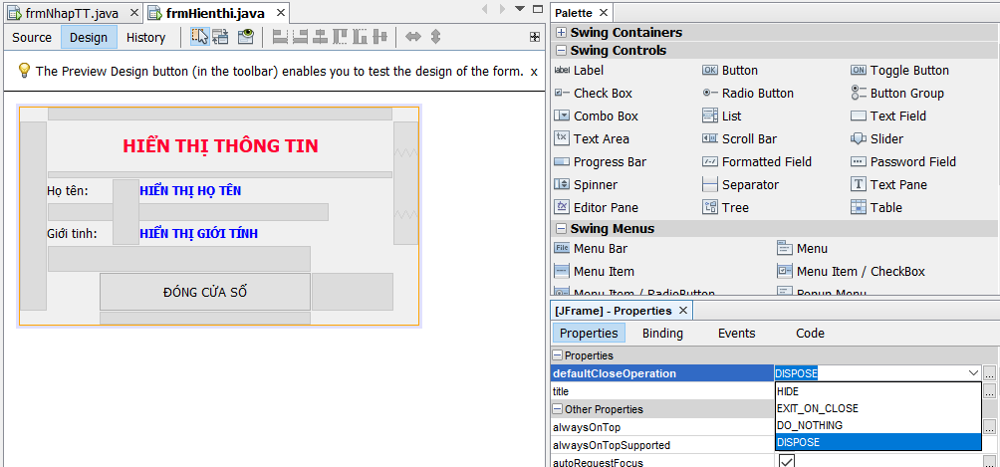 frmNhapTT.java
frmHienthi.java
Source
Design
History
The Preview Design button (in the toolbar) enables you to test the design of the form. x
HIỂN THỊ THÔNG TIN
Họ tên:
HIỂN THỊ HỌ TÊN
Giới tinh:
HIỂN THỊ GIỚI TÍNH
ĐÓNG CỬA SỔ
Palette
Swing Containers
Swing Controls
label Label
OK Button
ON Toggle Button
Check Box
Radio Button
Button Group
Combo Box
List
Text Field
Text Area
Scroll Bar
Slider
Progress Bar
Formatted Field
Password Field
Spinner
Separator
Text Pane
Editor Pane
Tree
Table
Swing Menus
File Menu Bar
Menu
Menu Item
Menu Item / CheckBox
Menu Item / RadioButton
Popup Menu
[JFrame] - Properties
Properties
Binding
Events
Code
Properties
defaultCloseOperation
DISPOSE
...
title
...
HIDE
EXIT_ON_CLOSE
DO_NOTHING
DISPOSE
Other Properties
alwaysOnTop
...
alwaysOnTopSupported
autoRequestFocus
...